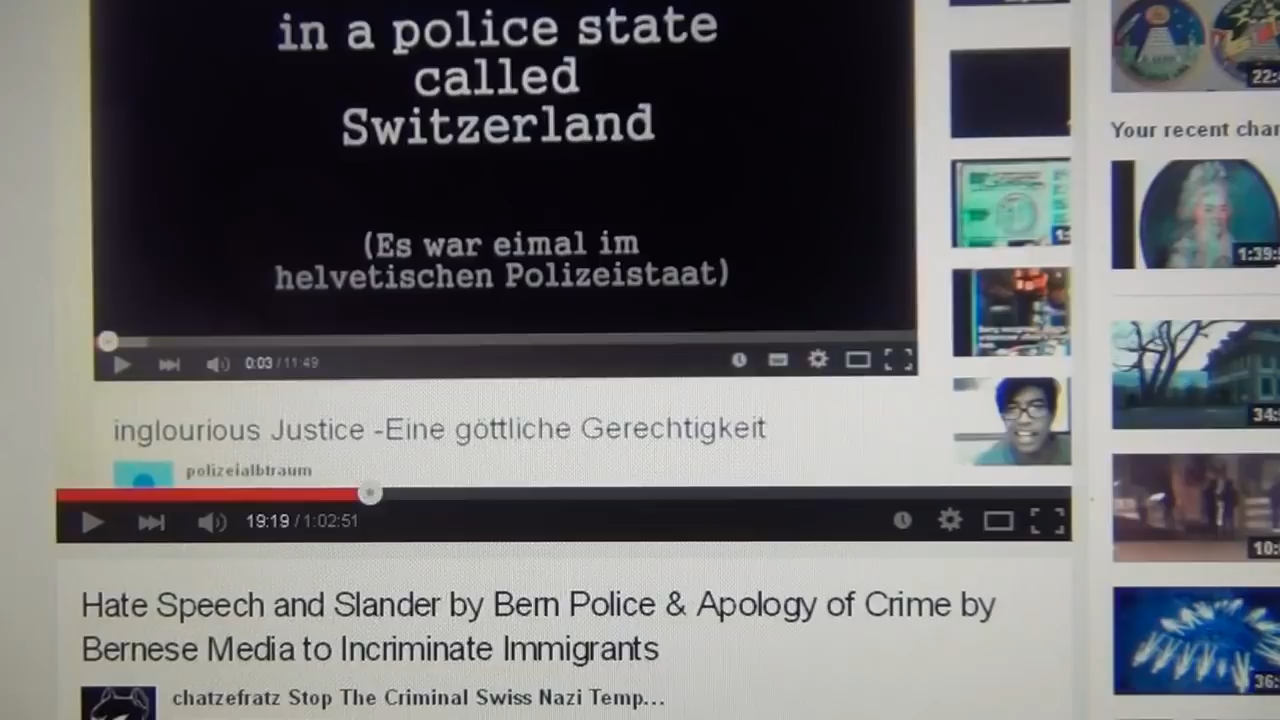 in a police state
called
Switzerland
(Es war eimal im
helvetischen Polizeistaat)
0:03 / 11:49
inglourious Justice -Eine göttliche Gerechtigkeit
polizeialbtraum
19:19 / 1:02:51
Hate Speech and Slander by Bern Police & Apology of Crime by
Bernese Media to Incriminate Immigrants
chatzefratz Stop The Criminal Swiss Nazi Temp...
22:
Your recent char
1:39:
34:
10:
36: